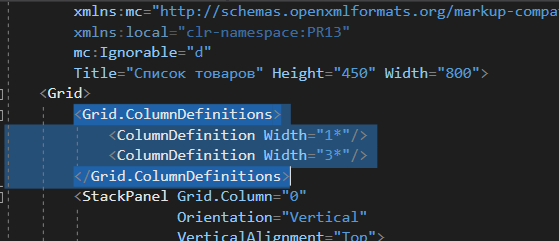 xmlns:mc="http://schemas.openxmlformats.org/markup-compa
xmlns:local="clr-namespace:PR13"
mc:Ignorable="d"
Title="Список товаров" Height="450" Width="800">
<Grid>
<Grid.ColumnDefinitions>
<ColumnDefinition Width="1*"/>
<ColumnDefinition Width="3*"/>
</Grid.ColumnDefinitions>
<StackPanel Grid.Column="0"
Orientation="Vertical"
VerticalAlignment="Top">